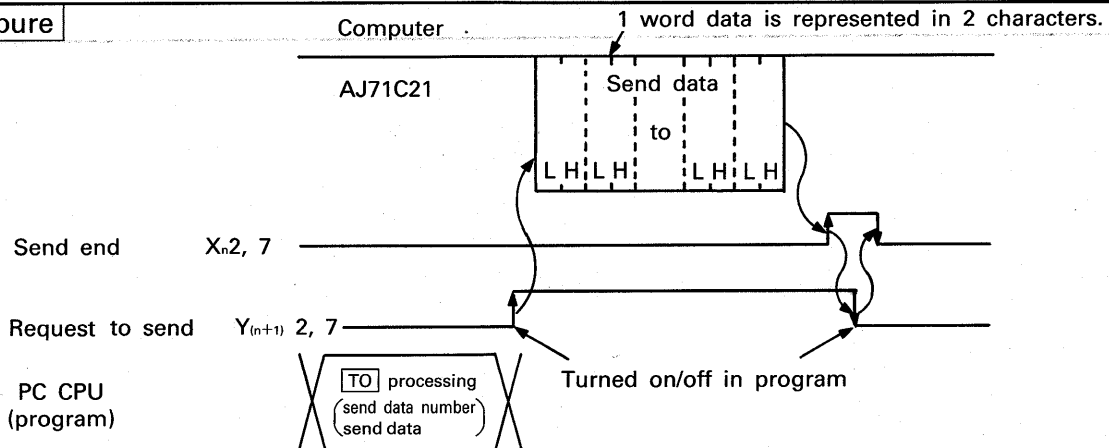 Computer
1 word data is represented in 2 characters.
AJ71C21
Send data
to
L H L H L H L H
Send end Xn2, 7
Request to send Y(n+1) 2, 7
Turned on/off in program
PC CPU
(program)
TO processing
(send data number
send data)